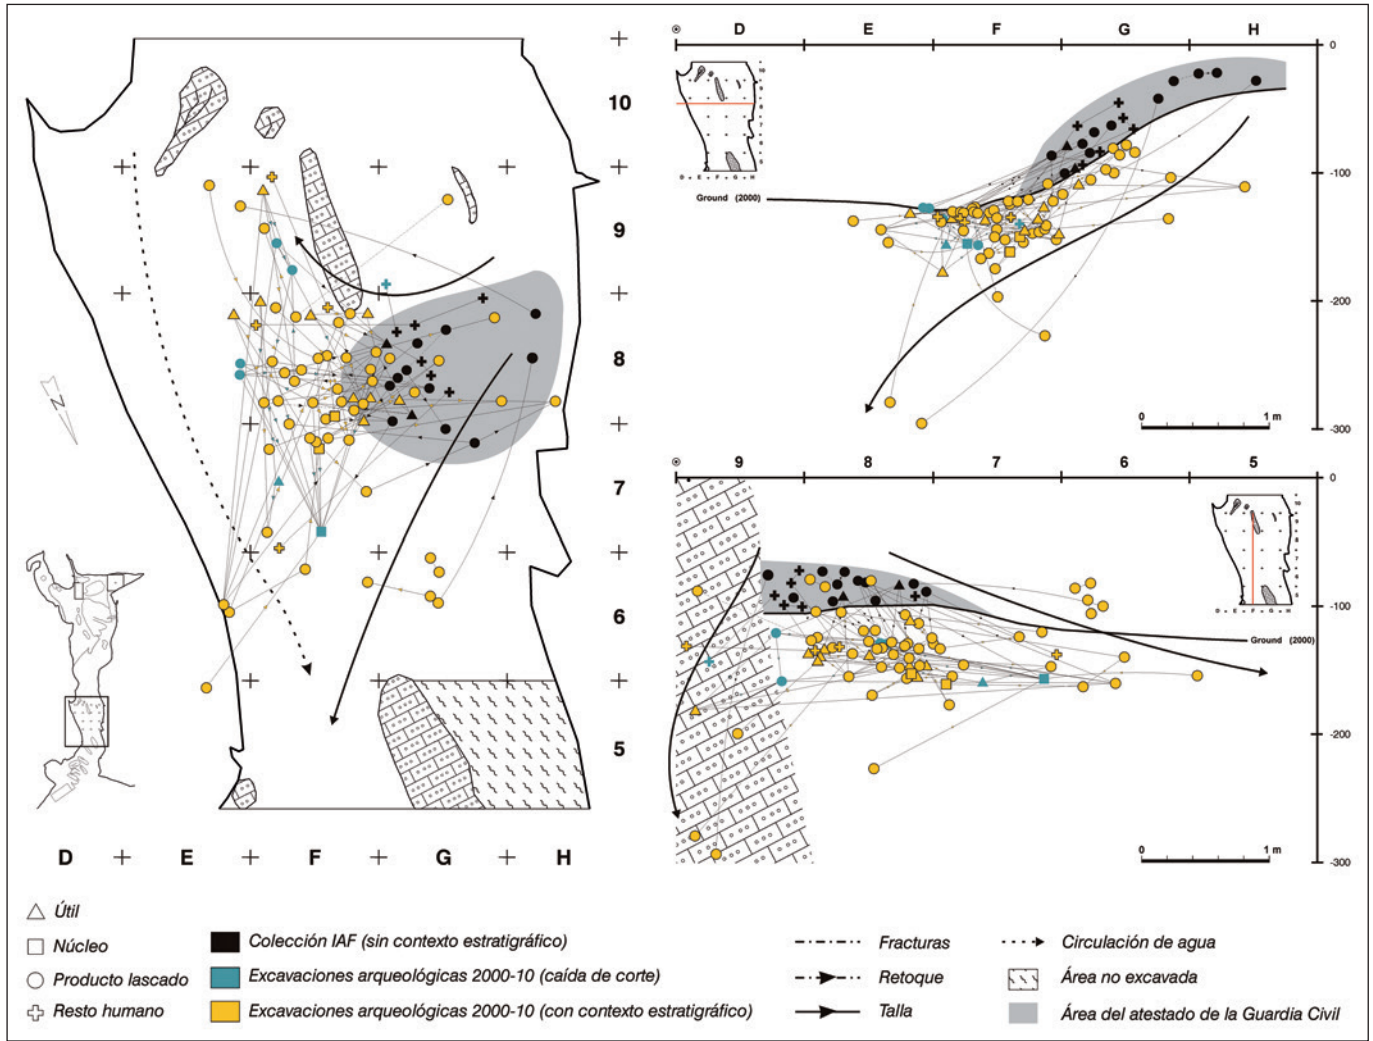 10
9
8
7
6
5
D E F G H
N
D E F G H
0
-100
-200
-300
Ground (2000)
0 1 m
9 8 7 6 5
0
-100
-200
-300
Ground (2000)
0 1 m
Útil
Núcleo
Producto lascado
Resto humano
Colección IAF (sin contexto estratigráfico)
Excavaciones arqueológicas 2000-10 (caída de corte)
Excavaciones arqueológicas 2000-10 (con contexto estratigráfico)
Fracturas
Retoque
Talla
Circulación de agua
Área no excavada
Área del atestado de la Guardia Civil